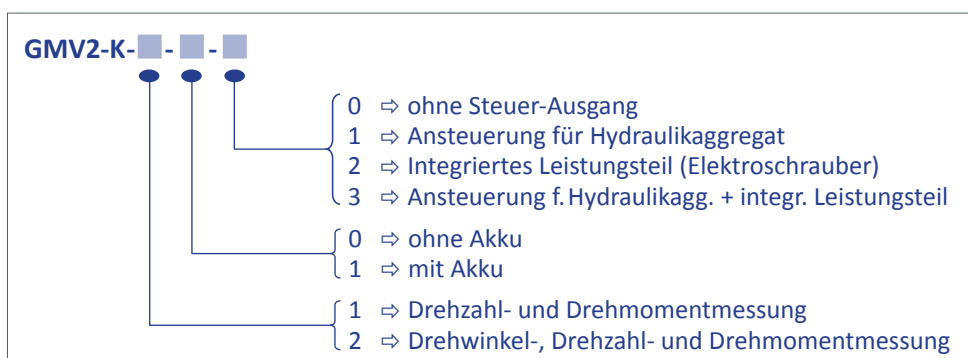 GMV2-K- - -
0 ⇨ ohne Steuer-Ausgang
1 ⇨ Ansteuerung für Hydraulikaggregat
2 ⇨ Integriertes Leistungsteil (Elektroschrauber)
3 ⇨ Ansteuerung f. Hydraulikagg. + integr. Leistungsteil
0 ⇨ ohne Akku
1 ⇨ mit Akku
1 ⇨ Drehzahl- und Drehmomentmessung
2 ⇨ Drehwinkel-, Drehzahl- und Drehmomentmessung